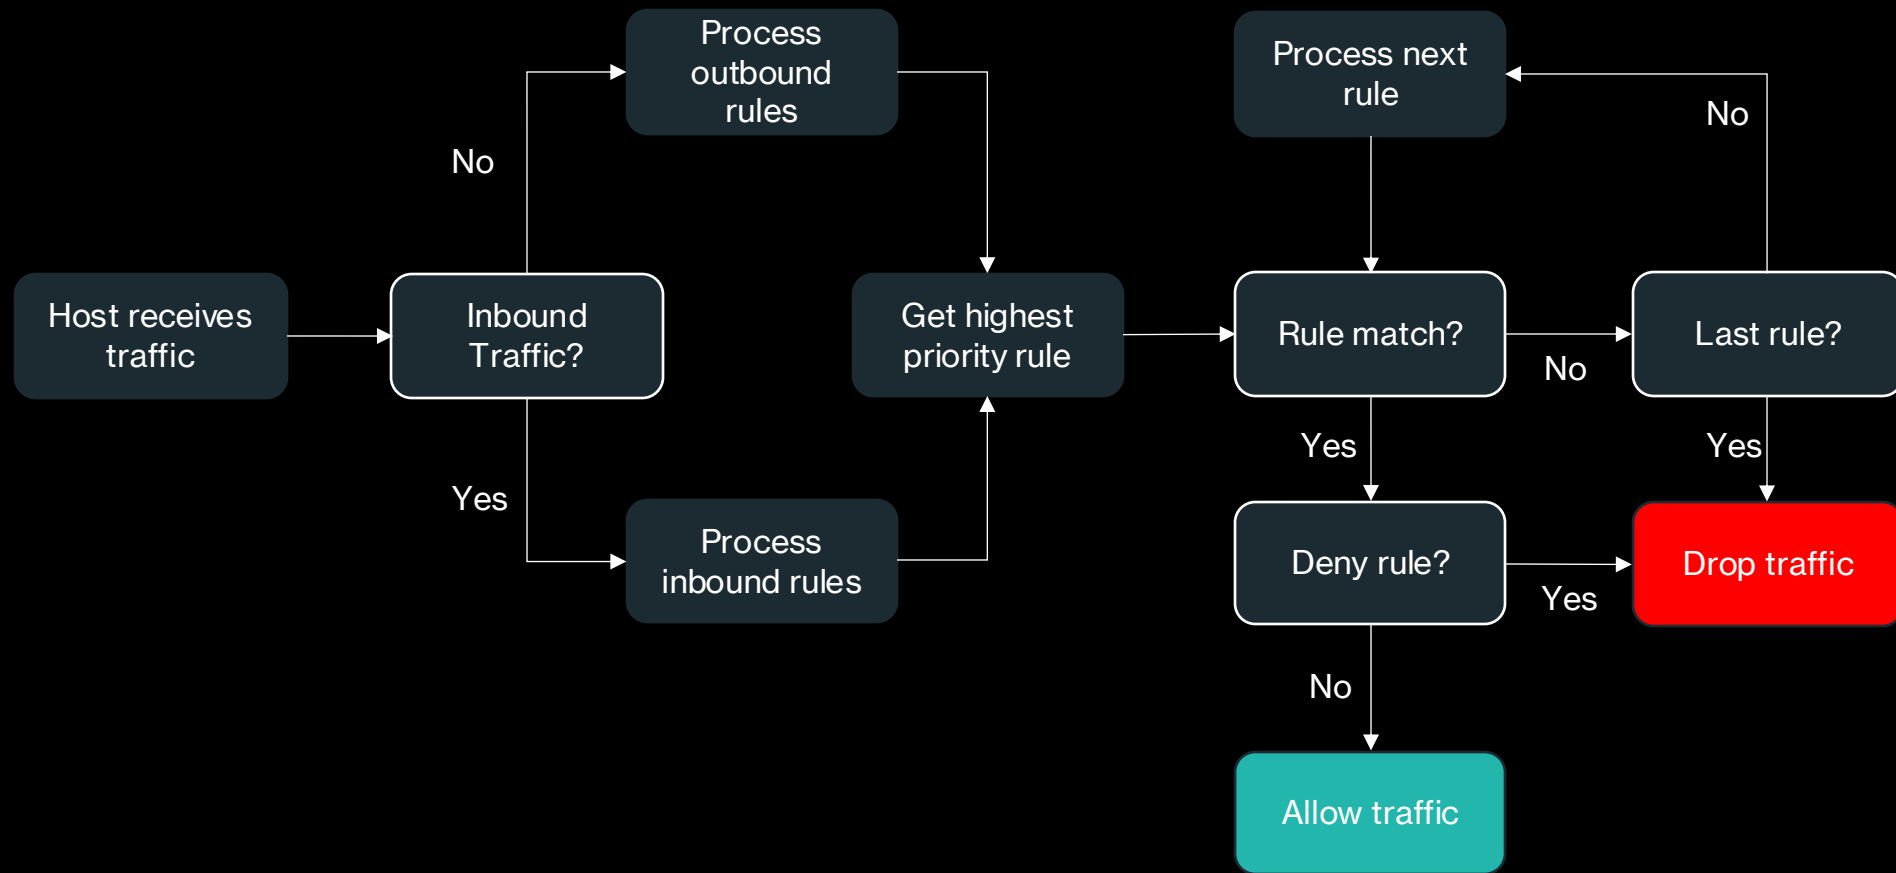 Process
outbound
rules
Process next
rule
No
No
Host receives
traffic
Inbound
Traffic?
Get highest
priority rule
Rule match?
No
Last rule?
Yes
Yes
Yes
Process
inbound rules
Deny rule?
Yes
Drop traffic
No
Allow traffic